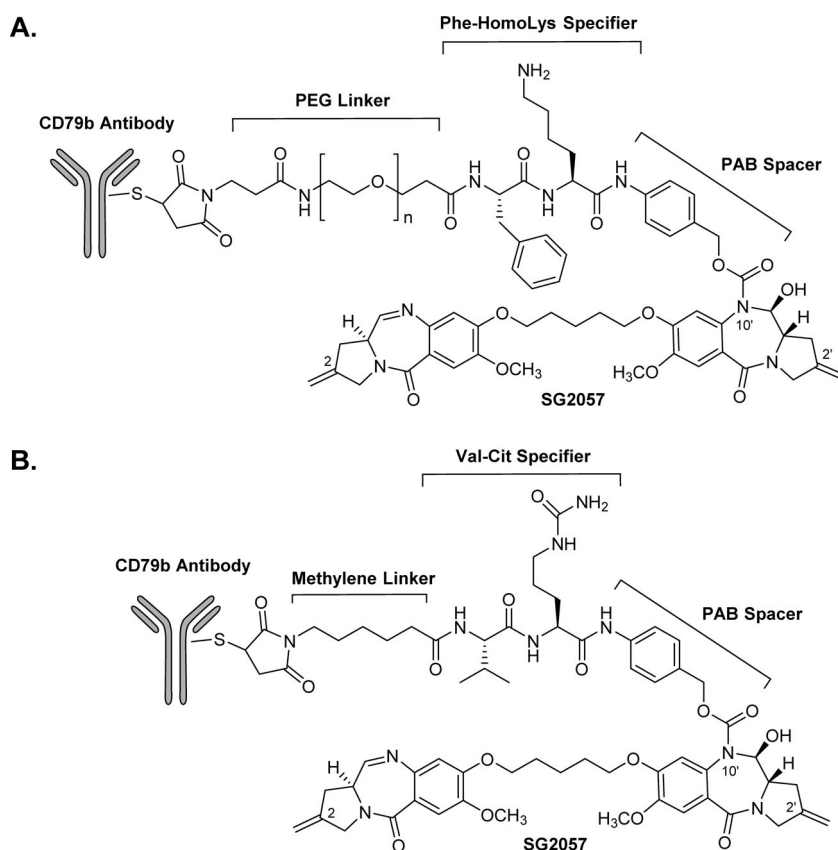 A.
Phe-HomoLys Specifier
NH2
PEG Linker
CD79b Antibody
PAB Spacer
S
O
N
O
O
N
H
O
n
O
H
N
O
N
H
O
H
N
O
O
N
10'
OH
H
H
N
2
N
O
O
OCH3
O
H3CO
O
N
2'
SG2057
B.
Val-Cit Specifier
O
NH2
NH
CD79b Antibody
Methylene Linker
PAB Spacer
S
O
N
O
O
H
N
O
N
H
O
H
N
O
O
N
10'
OH
H
H
N
2
N
O
O
OCH3
O
H3CO
O
N
2'
SG2057